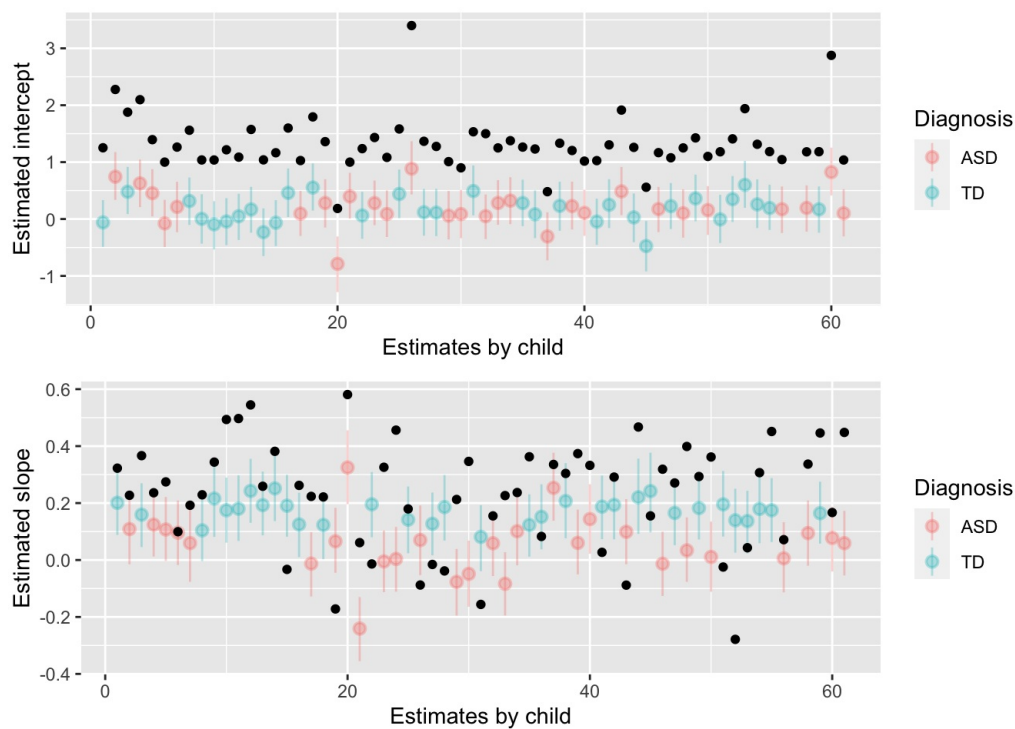 3
2
1
0
-1
Estimated intercept
0 20 40 60
Estimates by child
Diagnosis
ASD
TD
0.6
0.4
0.2
0.0
-0.2
-0.4
Estimated slope
0 20 40 60
Estimates by child
Diagnosis
ASD
TD